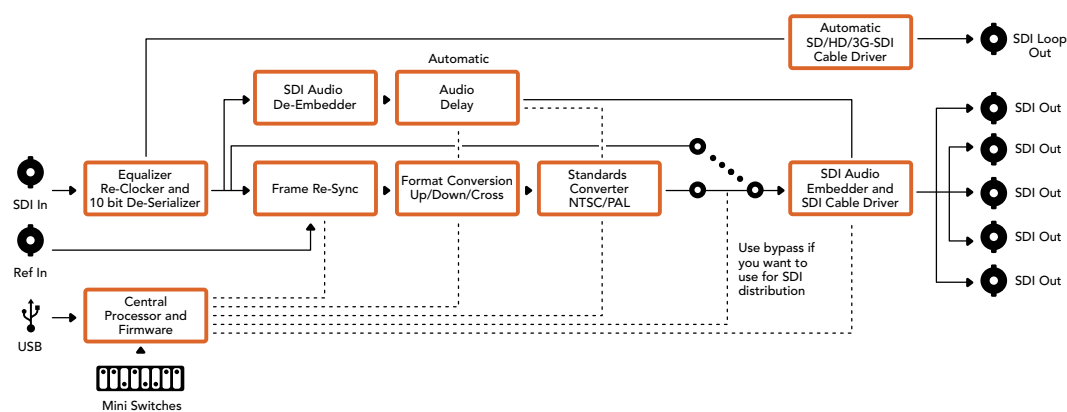 Automatic
SD/HD/3G-SDI
Cable Driver
SDI Loop
Out
Automatic
SDI Audio
De-Embedder
Audio
Delay
SDI Out
SDI Out
SDI Out
SDI Out
SDI Out
SDI In
Equalizer
Re-Clocker and
10 bit De-Serializer
Frame Re-Sync
Format Conversion
Up/Down/Cross
Standards
Converter
NTSC/PAL
SDI Audio
Embedder and
SDI Cable Driver
Ref In
Use bypass if
you want to
use for SDI
distribution
USB
Central
Processor and
Firmware
Mini Switches